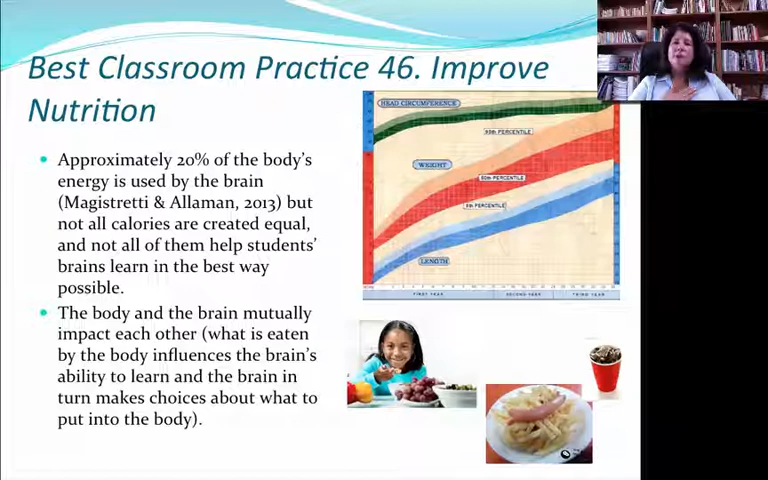 Best Classroom Practice 46. Improve
Nutrition
Approximately 20% of the body's
energy is used by the brain
(Magistretti & Allaman, 2013) but
not all calories are created equal,
and not all of them help students'
brains learn in the best way
possible.
The body and the brain mutually
impact each other (what is eaten
by the body influences the brain's
ability to learn and the brain in
turn makes choices about what to
put into the body).
HEAD CIRCUMFERENCE
WEIGHT
PERCENTILE
PERCENTILE
PERCENTILE
LENGTH
FIRST YEAR
SECOND YEAR
THIRD YEAR